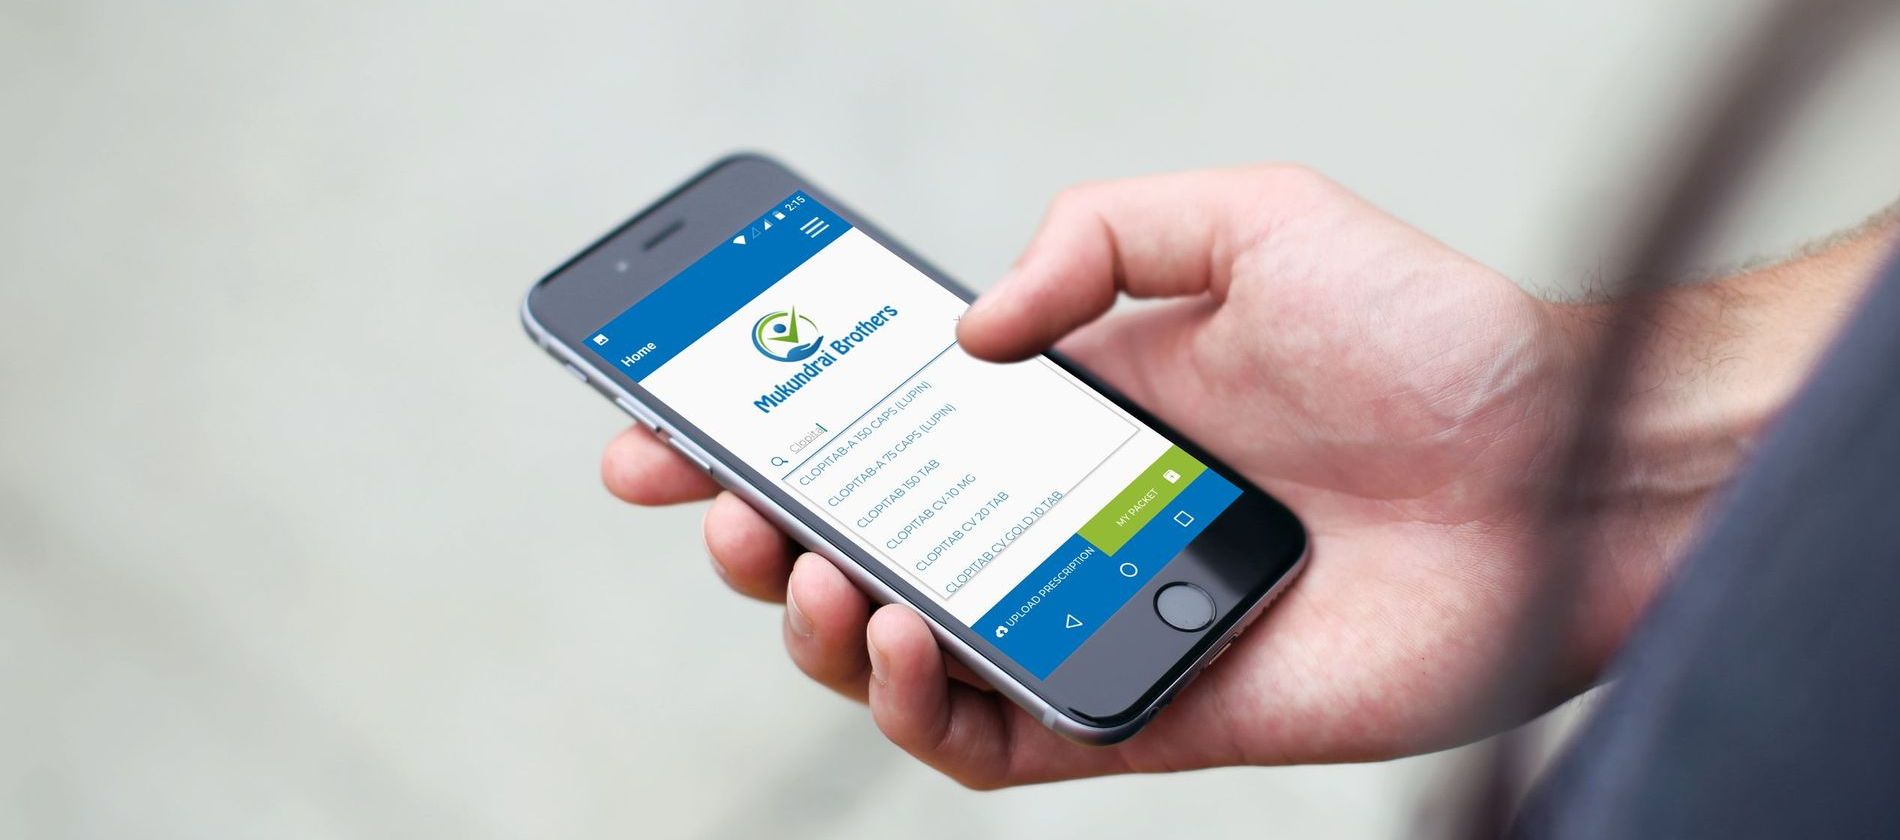 2:15
Home
Mukundrai Brothers
Clopita
CLOPITAB-A 150 CAPS (LUPIN)
CLOPITAB-A 75 CAPS (LUPIN)
CLOPITAB 150 TAB
CLOPITAB CV-10 MG
CLOPITAB CV 20 TAB
CLOPITAB CV GOLD 10 TAB
UPLOAD PRESCRIPTION
MY PACKET